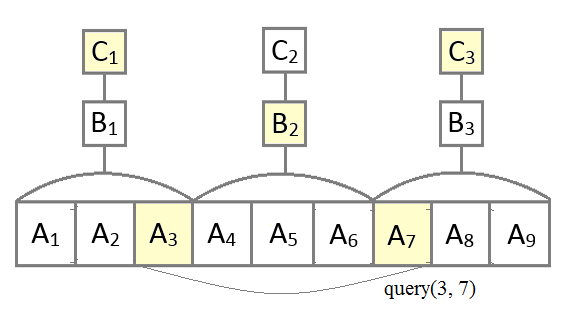 C₁ C₂ C₃
B₁ B₂ B₃
A₁ A₂ A₃ A₄ A₅ A₆ A₇ A₈ A₉
query(3, 7)